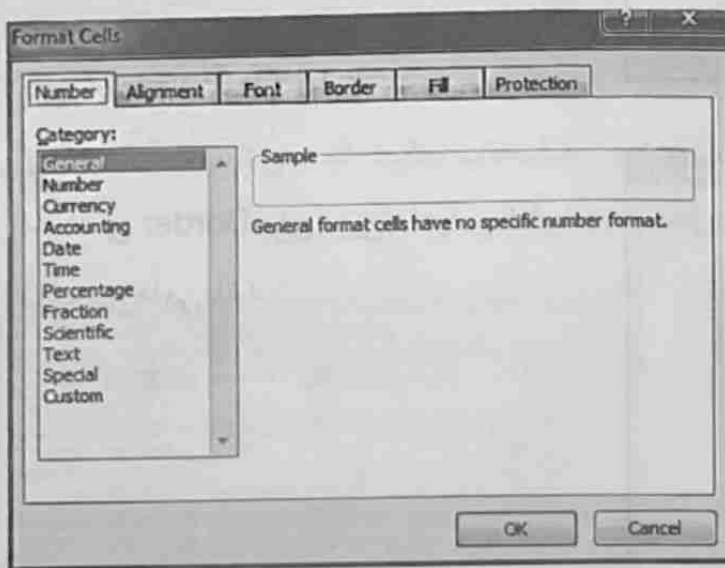 Format Cells
Number Alignment Font Border Fill Protection
Category:
General
Number
Currency
Accounting
Date
Time
Percentage
Fraction
Scientific
Text
Special
Custom
Sample
General format cells have no specific number format.
OK Cancel